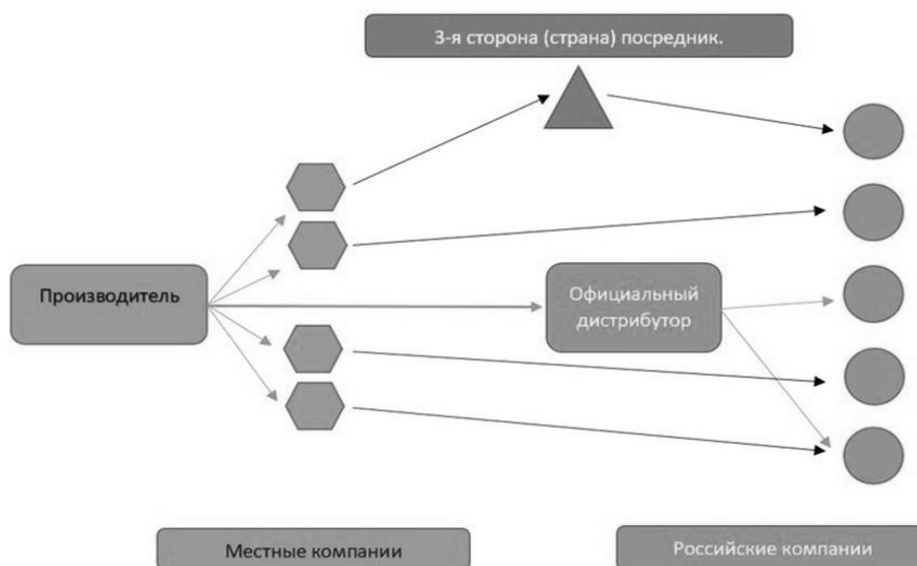 3-я сторона (страна) посредник.
Производитель
Официальный
дистрибутор
Местные компании
Российские компании